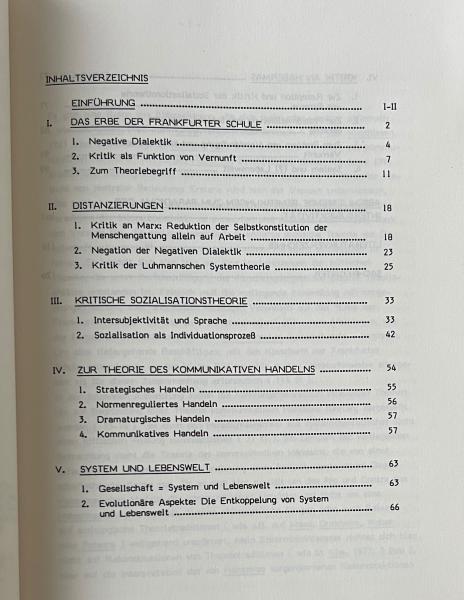 INHALTSVERZEICHNIS
EINFÜHRUNG I-II
I. DAS ERBE DER FRANKFURTER SCHULE 2
1. Negative Dialektik 4
2. Kritik als Funktion von Vernunft 7
3. Zum Theoriebegriff 11
II. DISTANZIERUNGEN 18
1. Kritik an Marx: Reduktion der Selbstkonstitution der
Menschengattung allein auf Arbeit 18
2. Negation der Negativen Dialektik 23
3. Kritik der Luhmannschen Systemtheorie 25
III. KRITISCHE SOZIALISATIONSTHEORIE 33
1. Intersubjektivität und Sprache 33
2. Sozialisation als Individuationsprozeß 42
IV. ZUR THEORIE DES KOMMUNIKATIVEN HANDELNS 54
1. Strategisches Handeln 55
2. Normenreguliertes Handeln 56
3. Dramaturgisches Handeln 57
4. Kommunikatives Handeln 57
V. SYSTEM UND LEBENSWELT 63
1. Gesellschaft = System und Lebenswelt 63
2. Evolutionäre Aspekte: Die Entkoppelung von System
und Lebenswelt 66